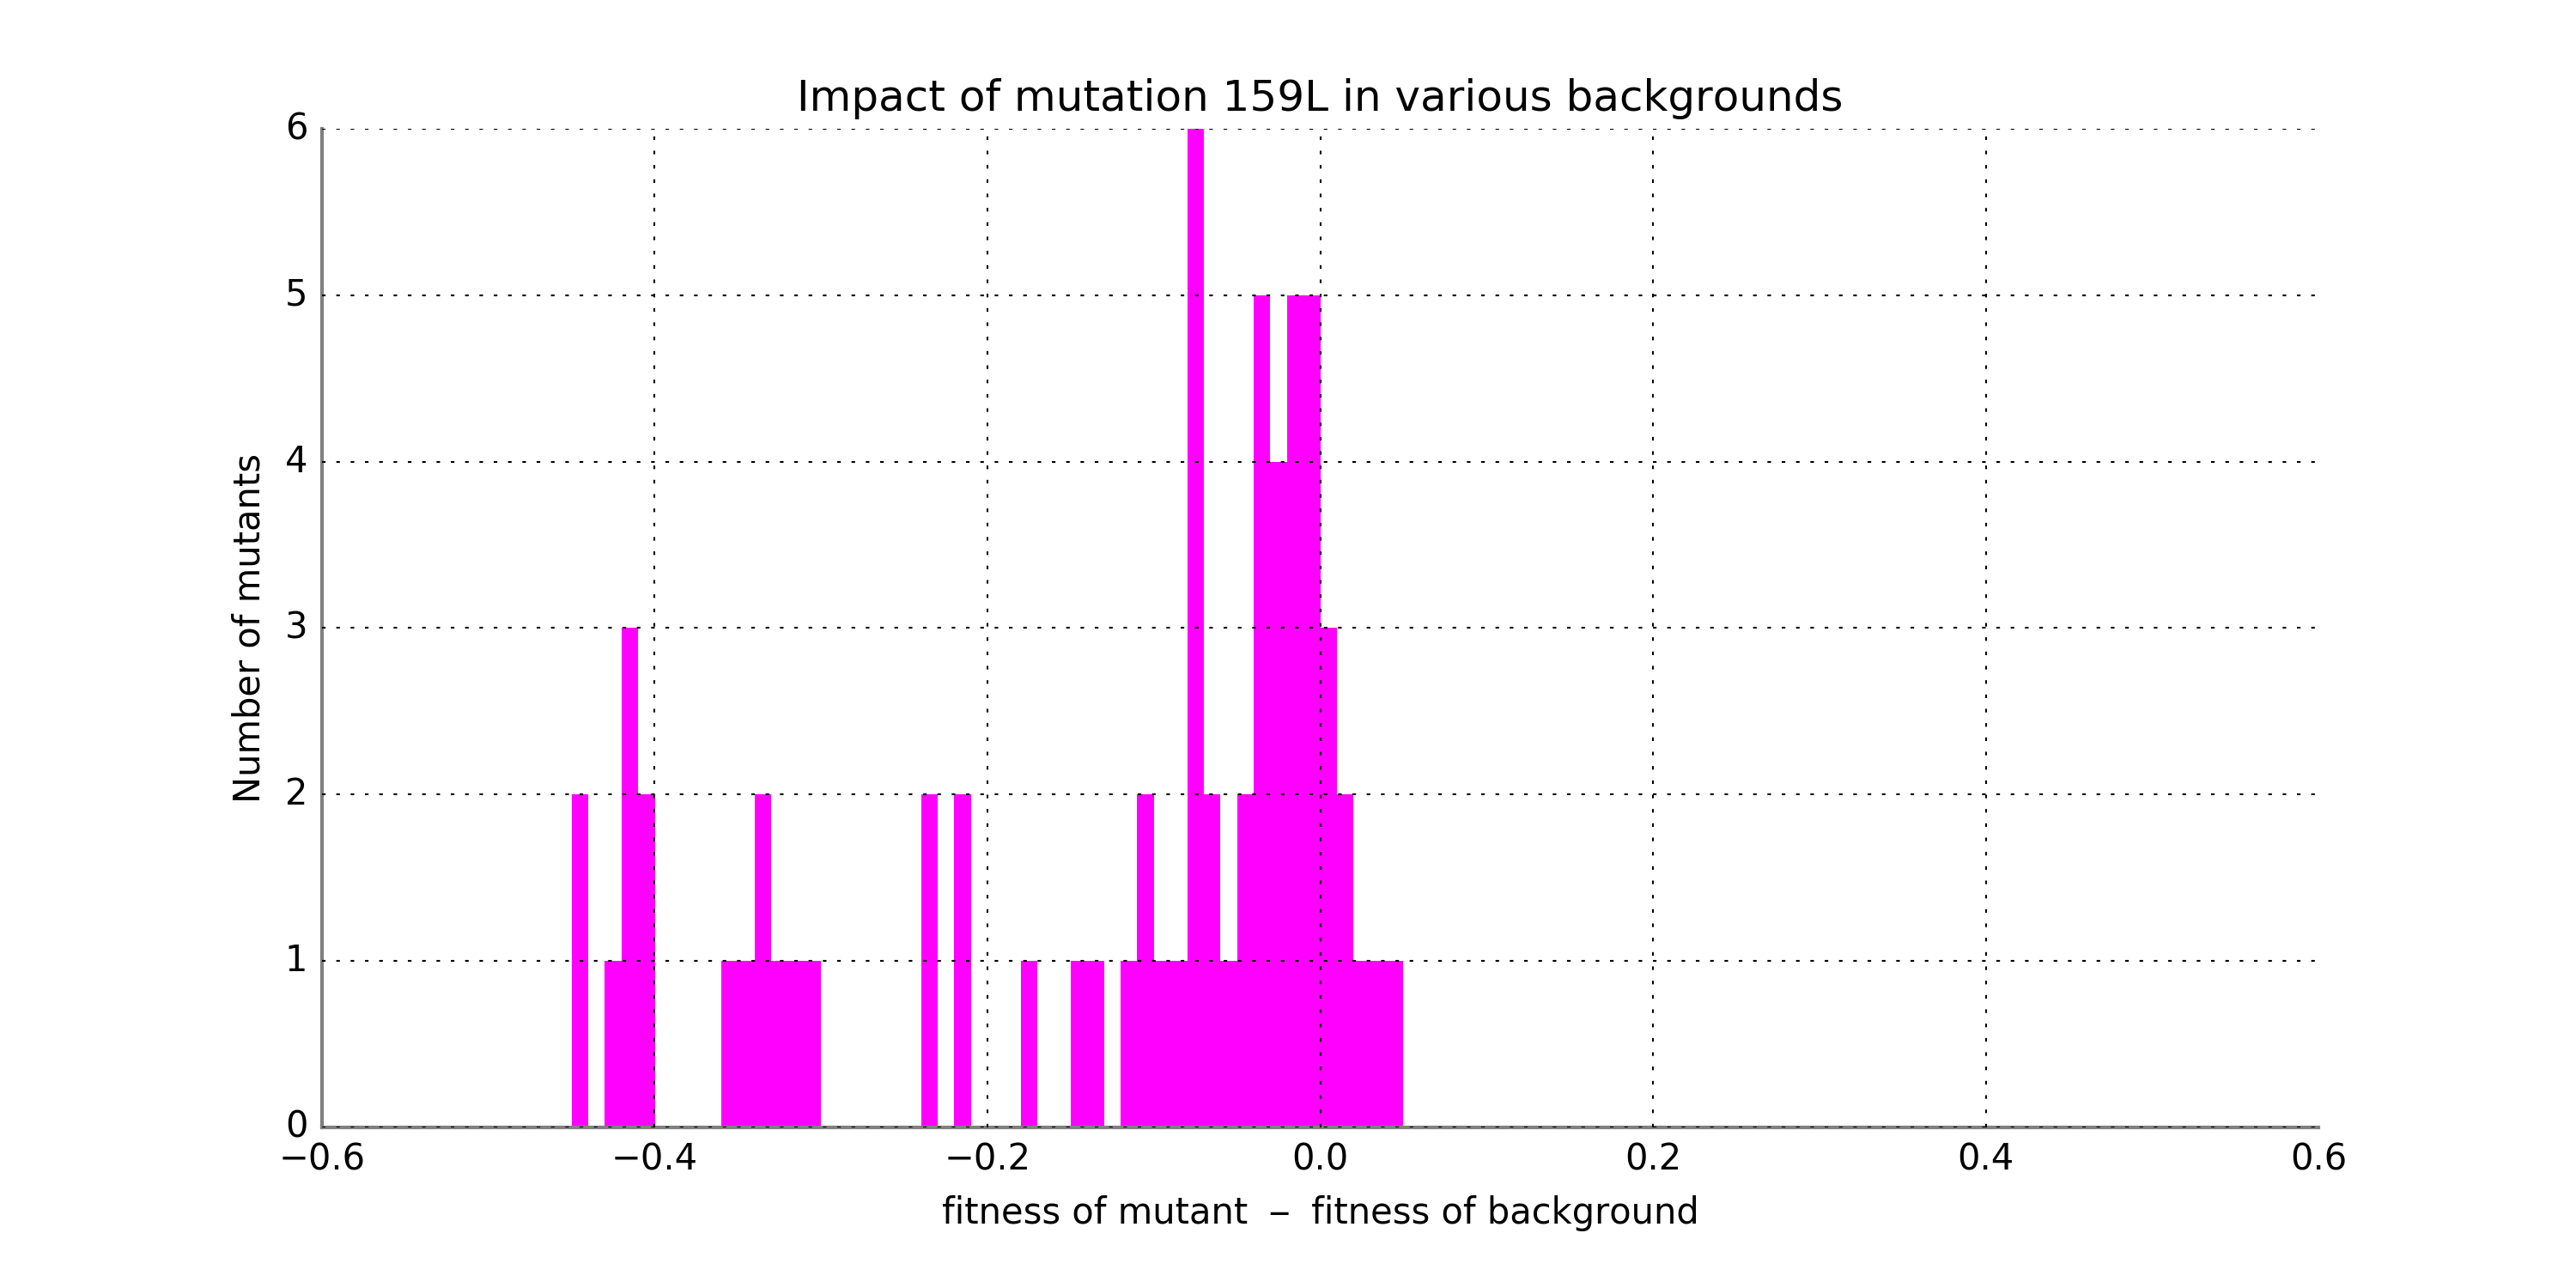 Impact of mutation 159L in various backgrounds
6
5
4
3
2
1
0
Number of mutants
−0.6 −0.4 −0.2 0.0 0.2 0.4 0.6
fitness of mutant − fitness of background